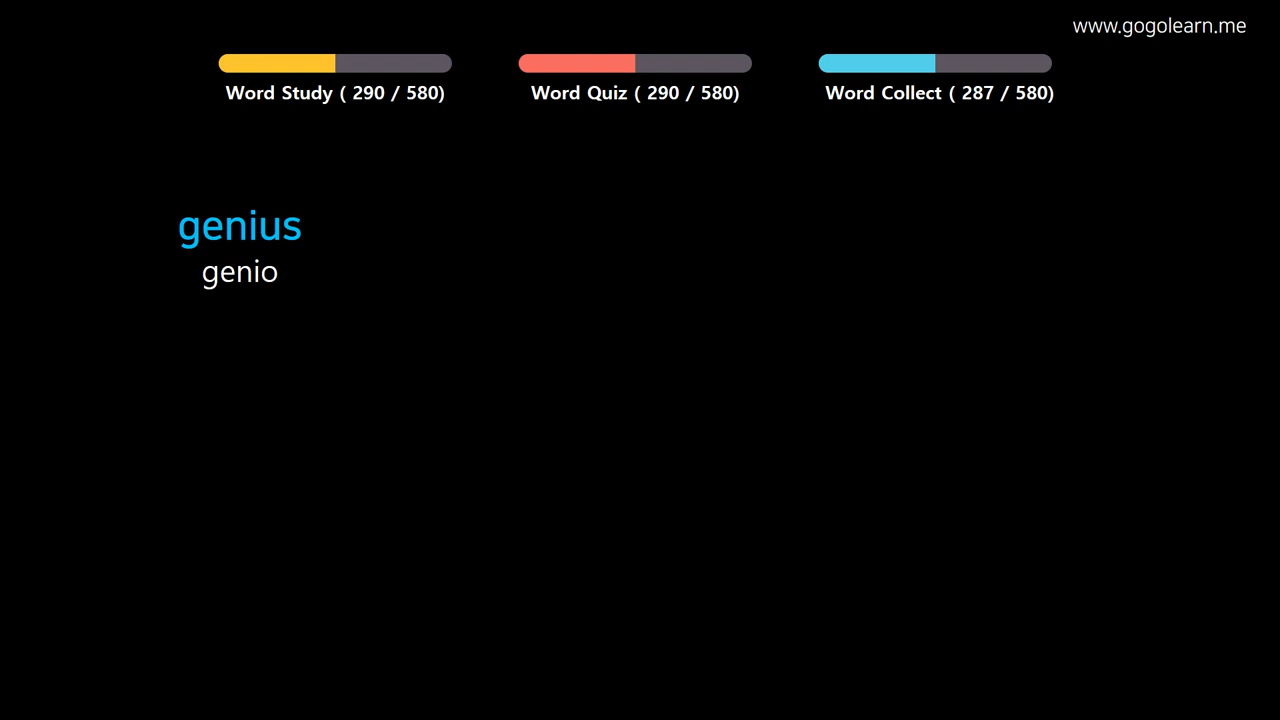 www.gogolearn.me
Word Study ( 290 / 580)
Word Quiz ( 290 / 580)
Word Collect ( 287 / 580)
genius
genio